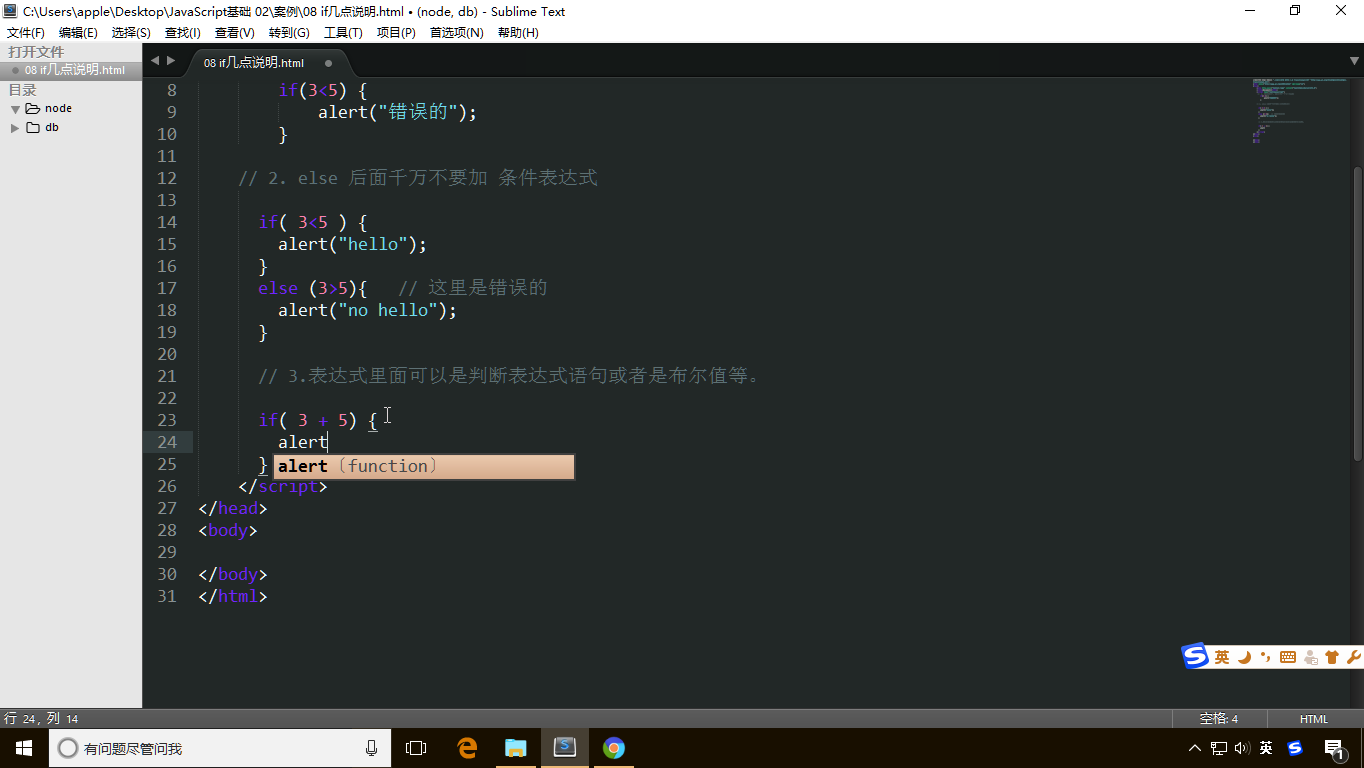 C:\Users\apple\Desktop\JavaScript基础 02\案例\08 if几点说明.html • (node, db) - Sublime Text
文件(F) 编辑(E) 选择(S) 查找(I) 查看(V) 转到(G) 工具(T) 项目(P) 首选项(N) 帮助(H)
打开文件
08 if几点说明.html
目录
node
db
08 if几点说明.html
8 if(3<5) {
9 alert("错误的");
10 }
11
12 // 2. else 后面千万不要加 条件表达式
13
14 if( 3<5 ) {
15 alert("hello");
16 }
17 else (3>5){ // 这里是错误的
18 alert("no hello");
19 }
20
21 // 3.表达式里面可以是判断表达式语句或者是布尔值等。
22
23 if( 3 + 5) {
24 alert
25 }
alert (function)
26 </script>
27 </head>
28 <body>
29
30 </body>
31 </html>
英
行 24, 列 14
空格: 4
HTML
有问题尽管问我
英
1